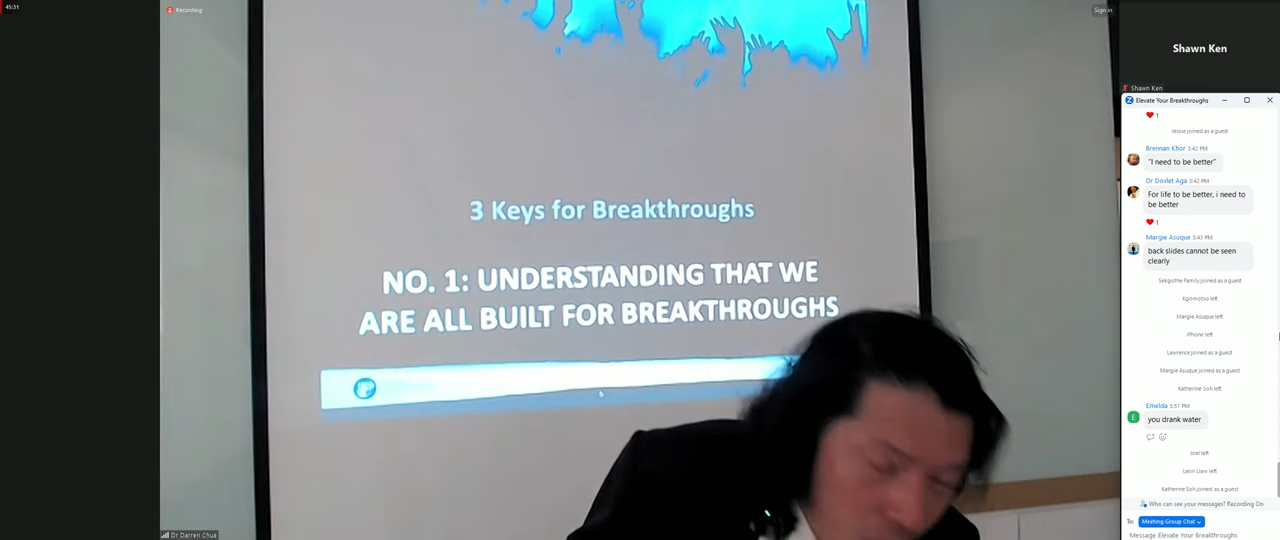 45:31
Recording
Sign in
3 Keys for Breakthroughs
NO. 1: UNDERSTANDING THAT WE
ARE ALL BUILT FOR BREAKTHROUGHS
Dr Darren Chua
Shawn Ken
Shawn Ken
Elevate Your Breakthroughs
1
Jessie joined as a guest
Brennan Khor 3:42 PM
"I need to be better"
Dr Dovlet Aga 3:42 PM
For life to be better, i need to
be better
1
Margie Asuque 3:43 PM
back slides cannot be seen
clearly
Sekgothe Family joined as a guest
Kgomotso left
Margie Asuque left
iPhone left
Lawrence joined as a guest
Margie Asuque joined as a guest
Katherine Soh left
Emelda 3:51 PM
E
you drank water
Joel left
Leon Liaw left
Katherine Soh joined as a guest
Who can see your messages? Recording On
To: Meeting Group Chat
Message Elevate Your Breakthroughs